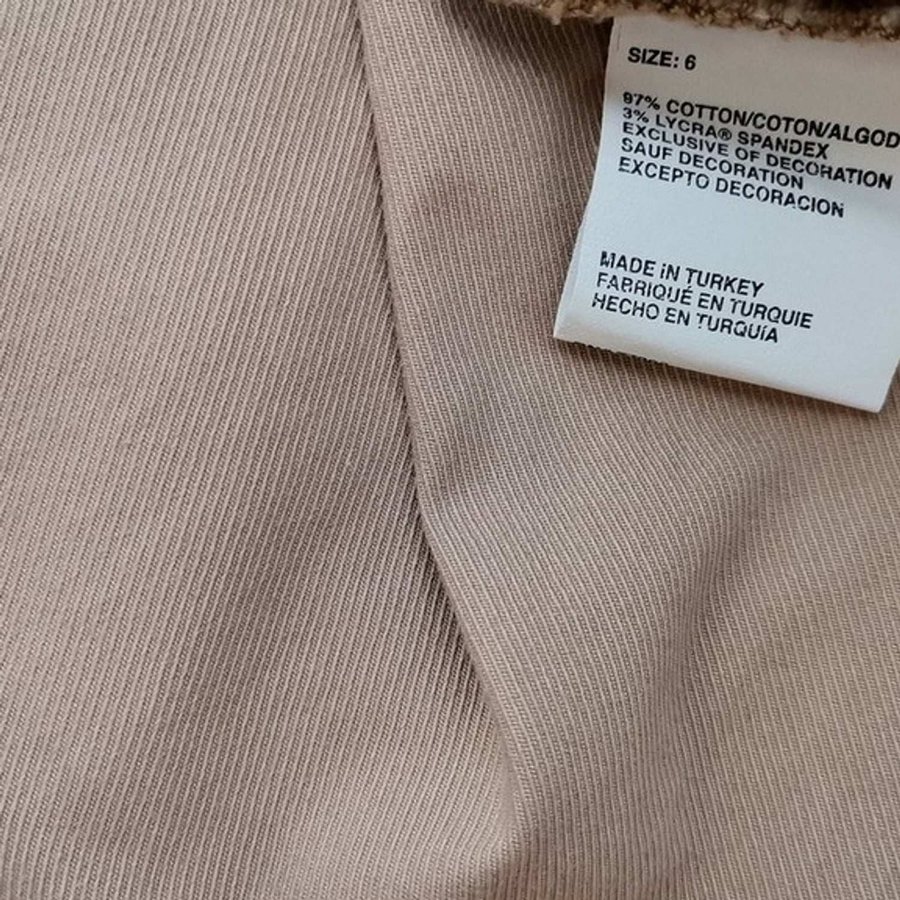 SIZE: 6
97% COTTON/COTON/ALGOD
3% LYCRA® SPANDEX
EXCLUSIVE OF DECORATION
SAUF DECORATION
EXCEPTO DECORACION
MADE iN TURKEY
FABRIQUÉ EN TURQUIE
HECHO EN TURQUiA